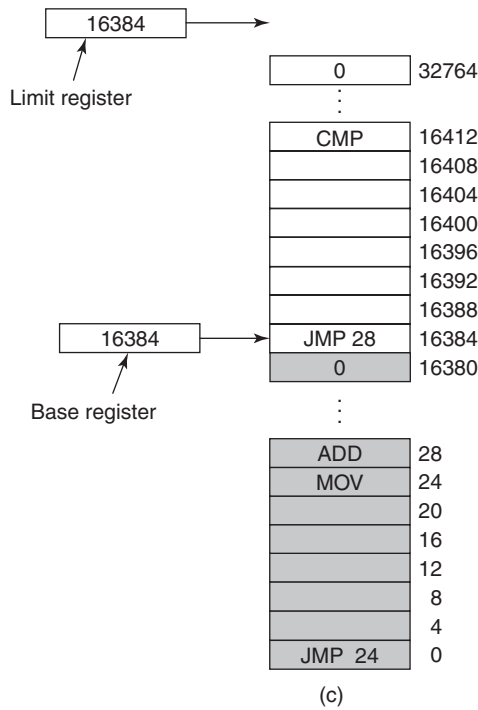 16384
Limit register
0 32764
CMP 16412
16408
16404
16400
16396
16392
16388
16384 JMP 28 16384
0 16380
Base register
ADD 28
MOV 24
20
16
12
8
4
JMP 24 0
(c)